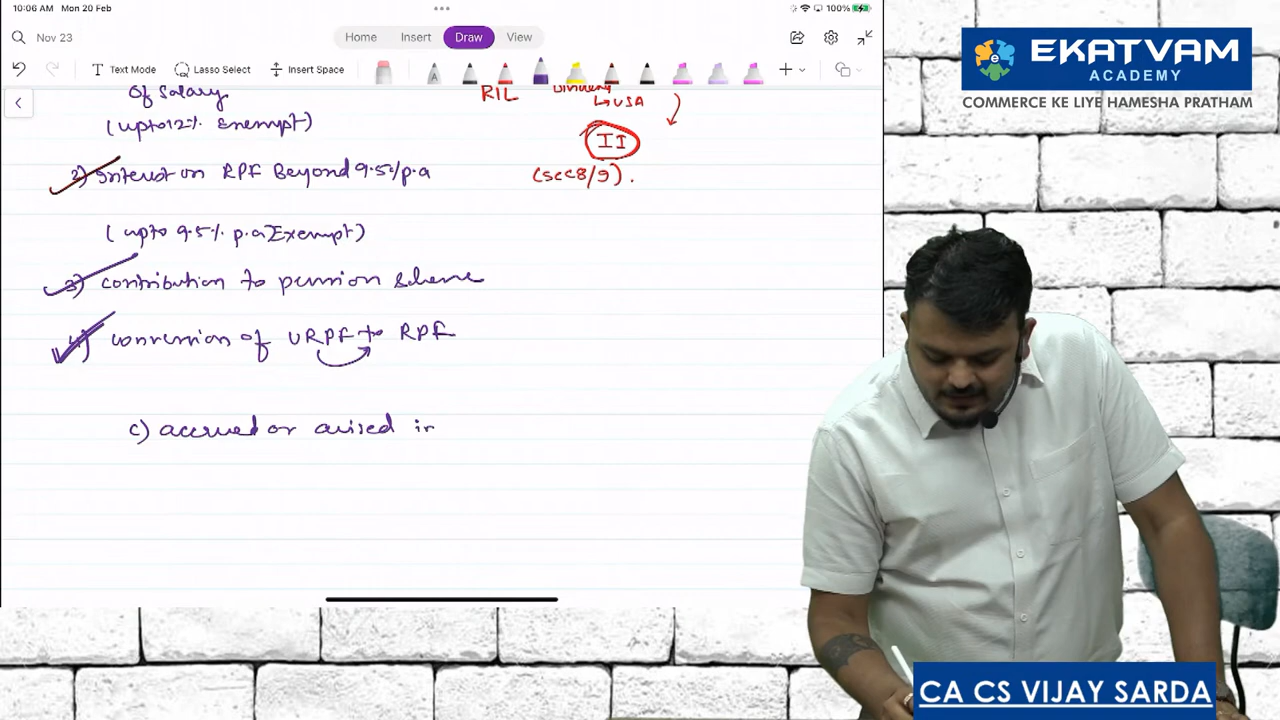 10:06 AM Mon 20 Feb
100%
Nov 23
Home Insert Draw View
Text Mode Lasso Select Insert Space
Of Salary
(upto 12% Exempt)
RIL
Dividend
↳ USA
II
(sec 8/9).
2) Interest on RPF Beyond 9.5% p.a
(upto 9.5% p.a Exempt)
3) contribution to pension scheme
4) conversion of URPF to RPF
c) accrued or arised in
EKATVAM
ACADEMY
COMMERCE KE LIYE HAMESHA PRATHAM
CA CS VIJAY SARDA